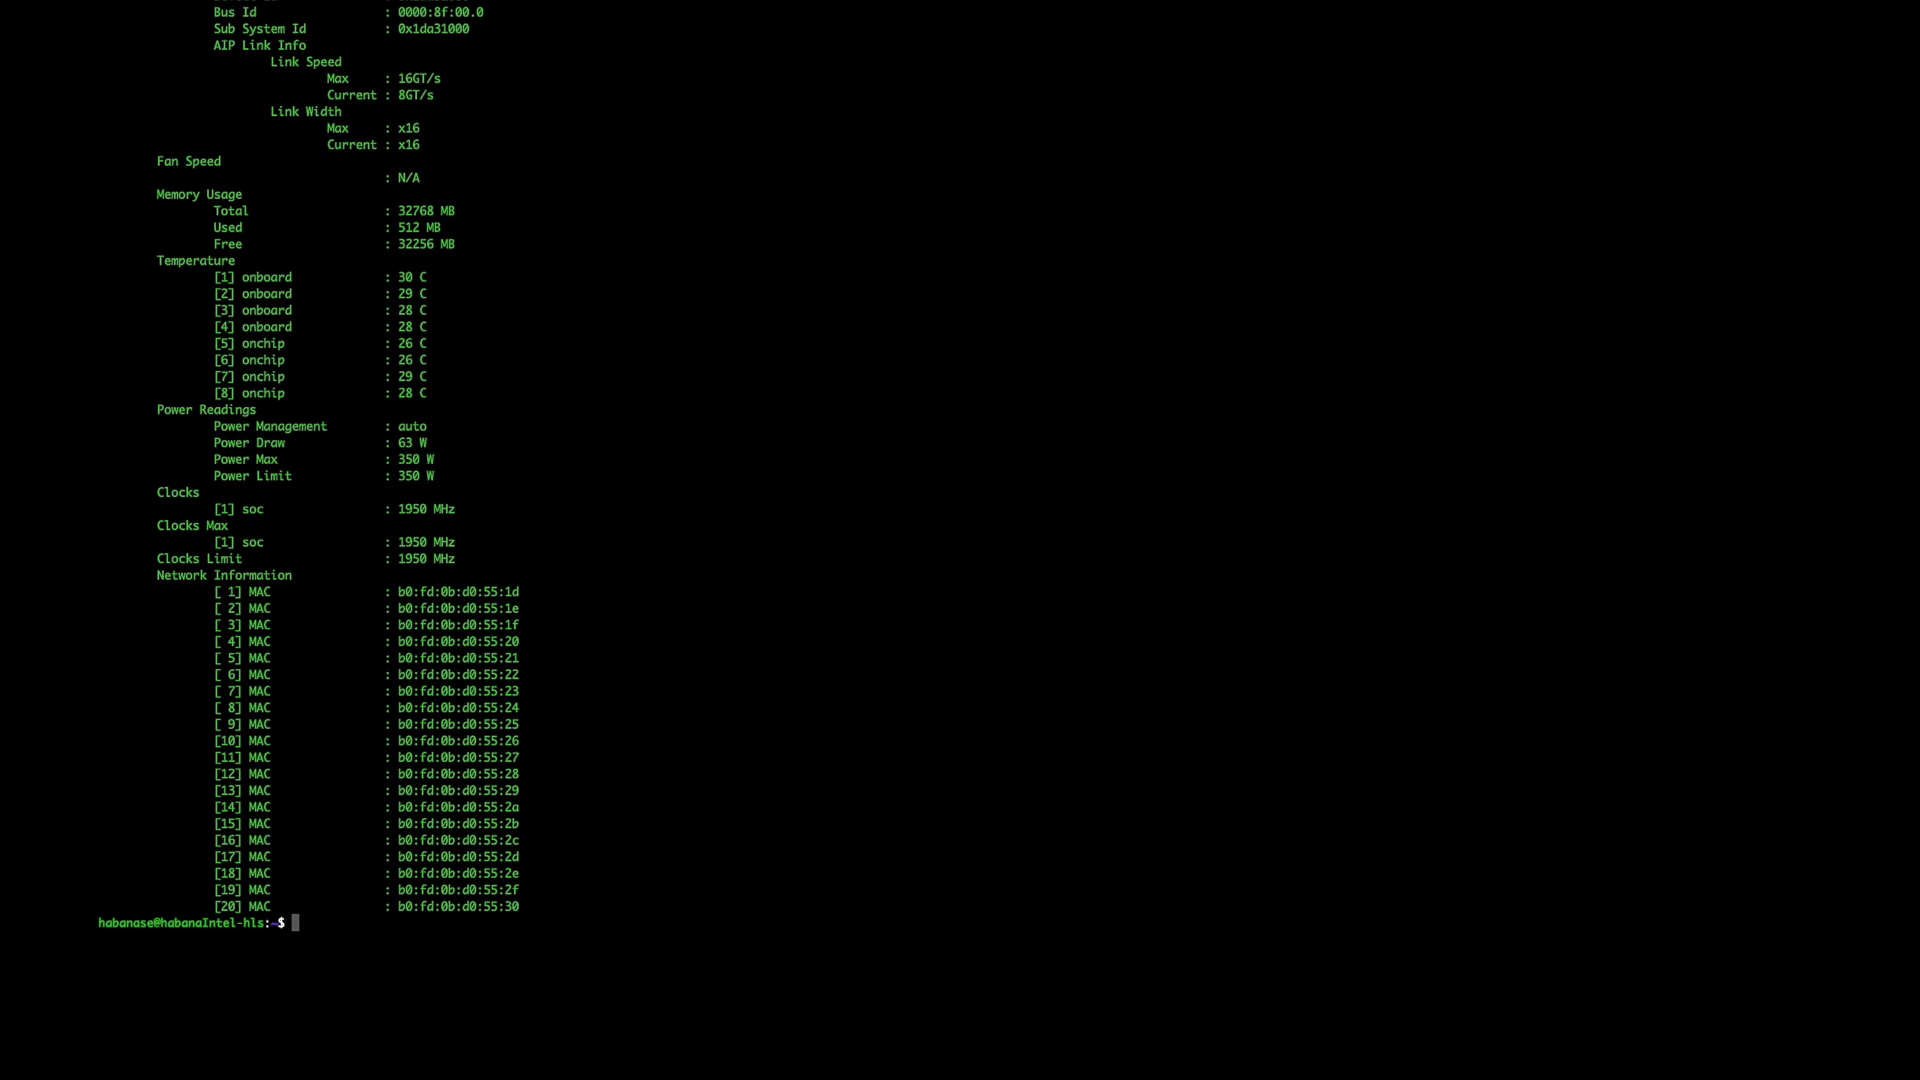 Bus Id : 0000:8f:00.0
Sub System Id : 0x1da31000
AIP Link Info
Link Speed
Max : 16GT/s
Current : 8GT/s
Link Width
Max : x16
Current : x16
Fan Speed
: N/A
Memory Usage
Total : 32768 MB
Used : 512 MB
Free : 32256 MB
Temperature
[1] onboard : 30 C
[2] onboard : 29 C
[3] onboard : 28 C
[4] onboard : 28 C
[5] onchip : 26 C
[6] onchip : 26 C
[7] onchip : 29 C
[8] onchip : 28 C
Power Readings
Power Management : auto
Power Draw : 63 W
Power Max : 350 W
Power Limit : 350 W
Clocks
[1] soc : 1950 MHz
Clocks Max
[1] soc : 1950 MHz
Clocks Limit : 1950 MHz
Network Information
[ 1] MAC : b0:fd:0b:d0:55:1d
[ 2] MAC : b0:fd:0b:d0:55:1e
[ 3] MAC : b0:fd:0b:d0:55:1f
[ 4] MAC : b0:fd:0b:d0:55:20
[ 5] MAC : b0:fd:0b:d0:55:21
[ 6] MAC : b0:fd:0b:d0:55:22
[ 7] MAC : b0:fd:0b:d0:55:23
[ 8] MAC : b0:fd:0b:d0:55:24
[ 9] MAC : b0:fd:0b:d0:55:25
[10] MAC : b0:fd:0b:d0:55:26
[11] MAC : b0:fd:0b:d0:55:27
[12] MAC : b0:fd:0b:d0:55:28
[13] MAC : b0:fd:0b:d0:55:29
[14] MAC : b0:fd:0b:d0:55:2a
[15] MAC : b0:fd:0b:d0:55:2b
[16] MAC : b0:fd:0b:d0:55:2c
[17] MAC : b0:fd:0b:d0:55:2d
[18] MAC : b0:fd:0b:d0:55:2e
[19] MAC : b0:fd:0b:d0:55:2f
[20] MAC : b0:fd:0b:d0:55:30
habanase@habanaIntel-hls:~$